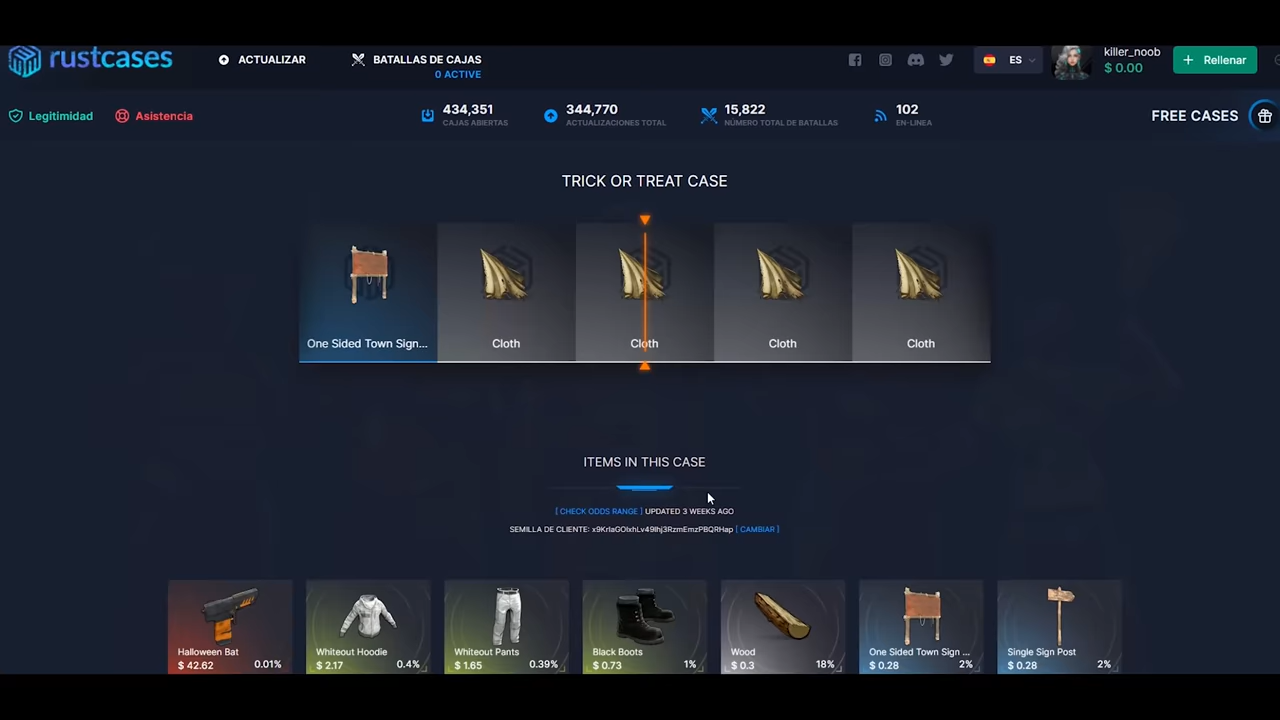 rustcases
ACTUALIZAR
BATALLAS DE CAJAS
0 ACTIVE
ES
killer_noob
$ 0.00
+ Rellenar
Legitimidad
Asistencia
434,351
CAJAS ABIERTAS
344,770
ACTUALIZACIONES TOTAL
15,822
NÚMERO TOTAL DE BATALLAS
102
EN-LINEA
FREE CASES
TRICK OR TREAT CASE
One Sided Town Sign...
Cloth
Cloth
Cloth
Cloth
ITEMS IN THIS CASE
[ CHECK ODDS RANGE ] UPDATED 3 WEEKS AGO
SEMILLA DE CLIENTE: [ CAMBIAR ]
Halloween Bat
$ 42.62 0.01%
Whiteout Hoodie
$ 2.17 0.4%
Whiteout Pants
$ 1.65 0.39%
Black Boots
$ 0.73 1%
Wood
$ 0.3 18%
One Sided Town Sign ...
$ 0.28 2%
Single Sign Post
$ 0.28 2%